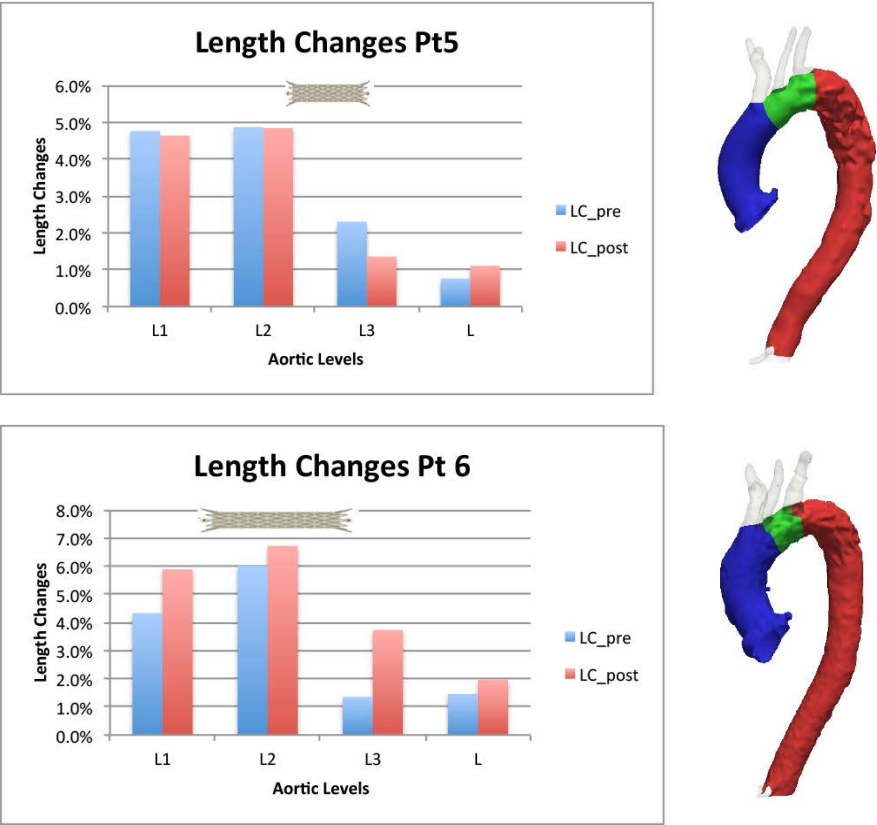 Length Changes Pt5
6.0%
5.0%
4.0%
3.0%
2.0%
1.0%
0.0%
Length Changes
L1 L2 L3 L
Aortic Levels
LC_pre
LC_post
Length Changes Pt 6
8.0%
7.0%
6.0%
5.0%
4.0%
3.0%
2.0%
1.0%
0.0%
Length Changes
L1 L2 L3 L
Aortic Levels
LC_pre
LC_post